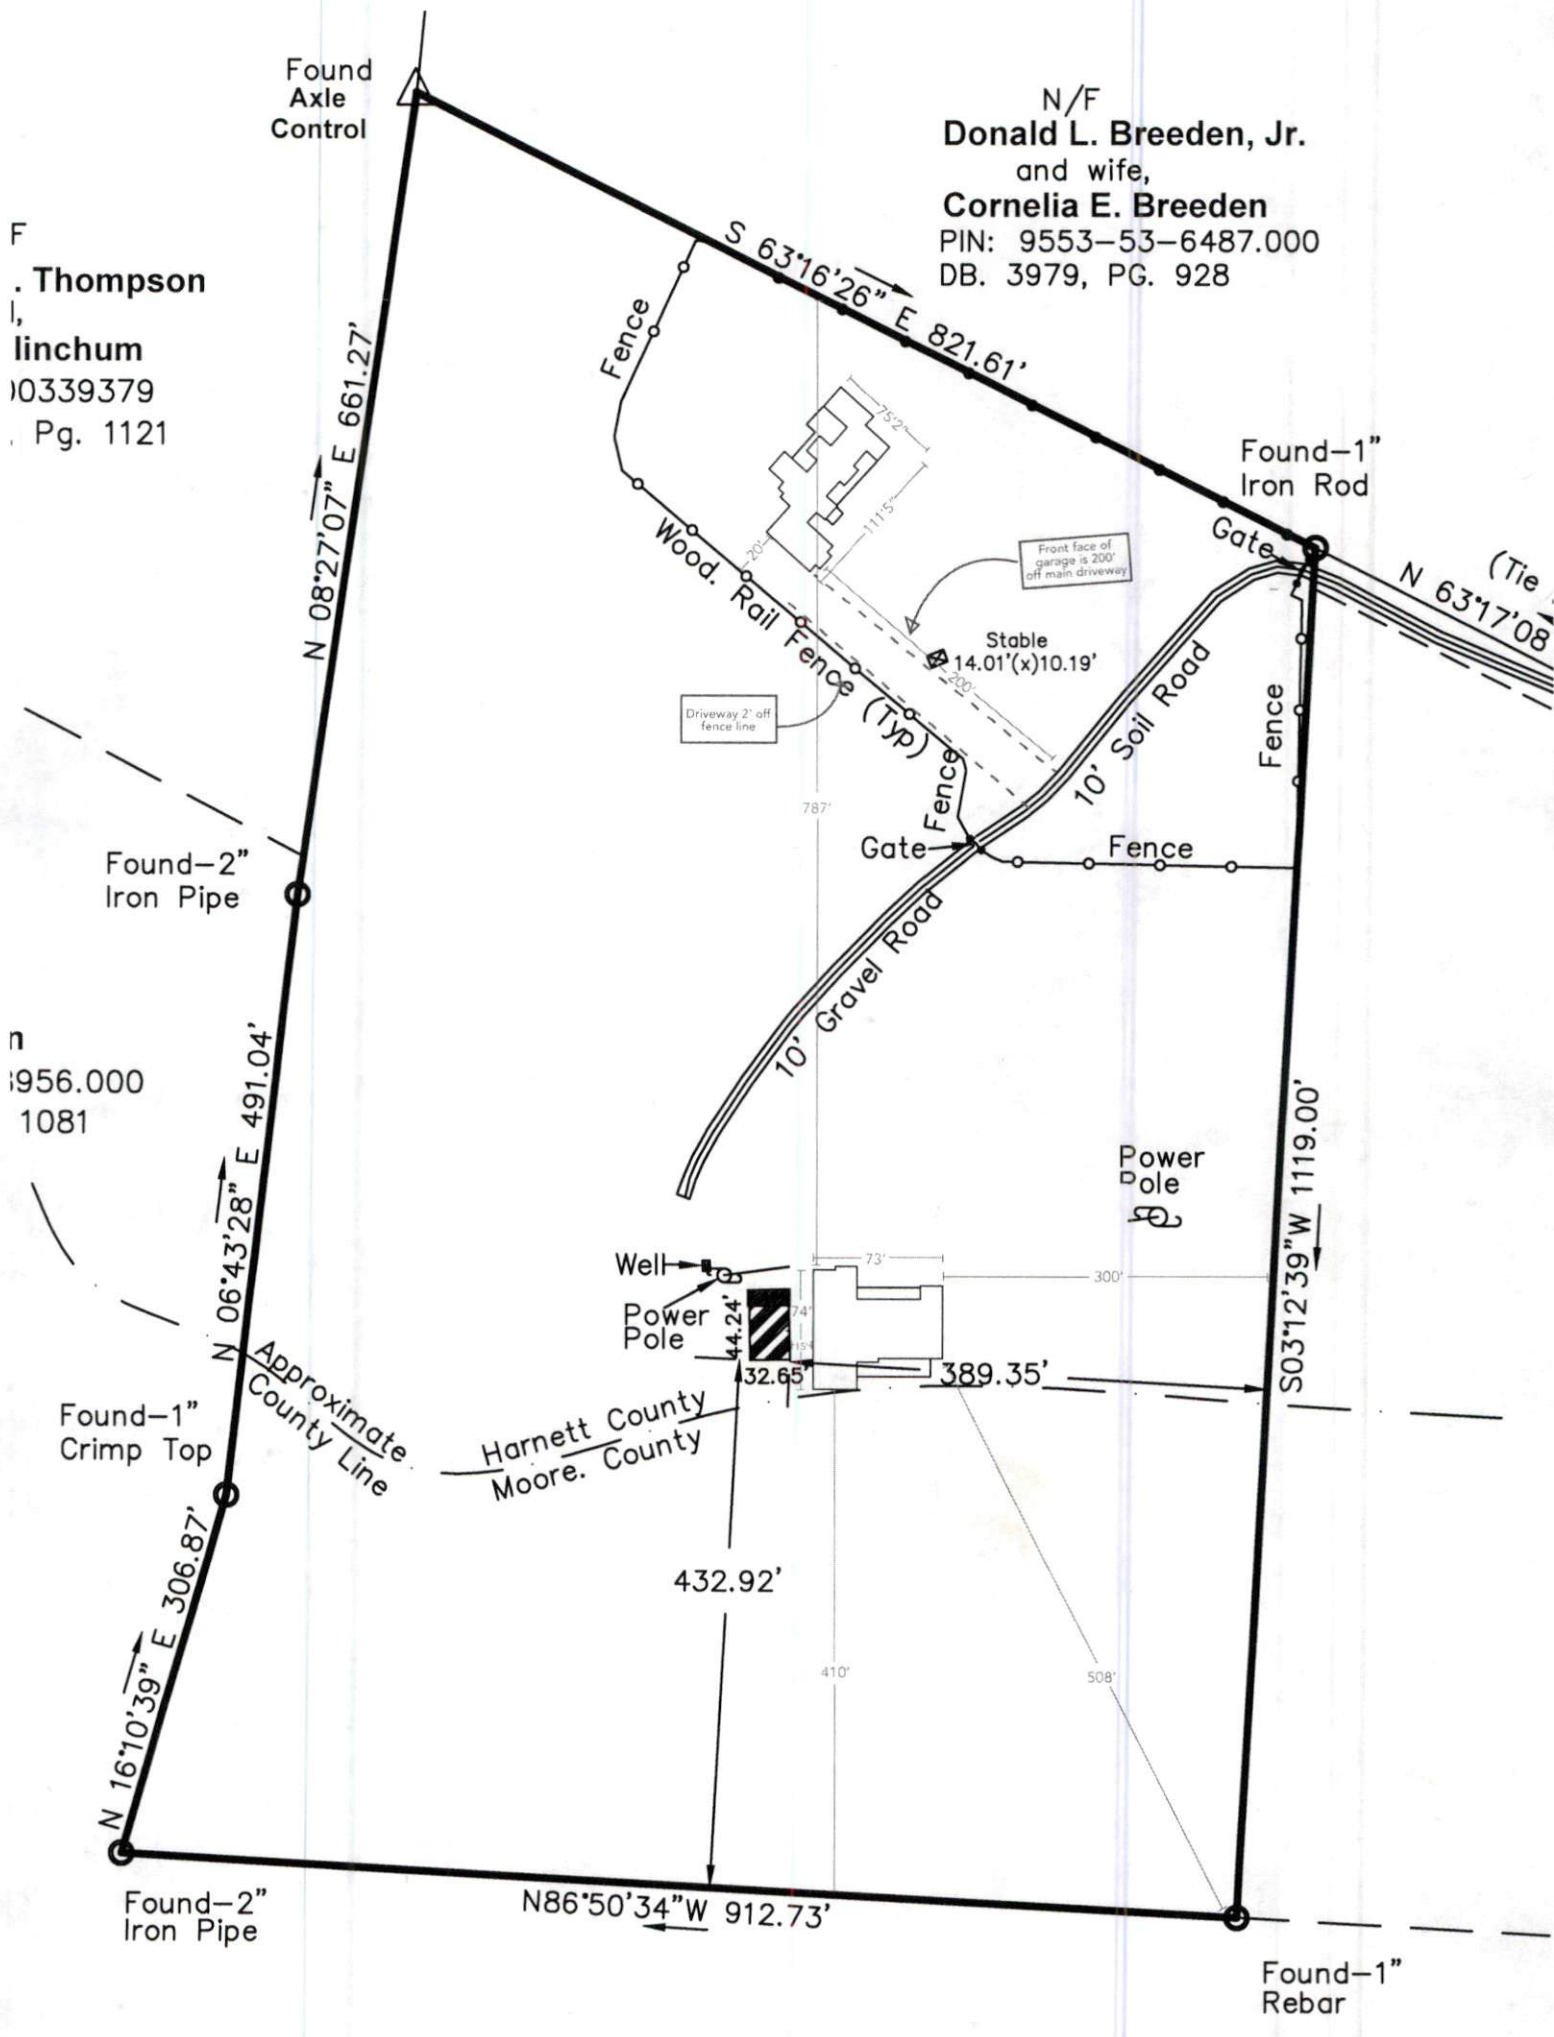 Found
Axle
Control
N/F
Donald L. Breeden, Jr.
and wife,
Cornelia E. Breeden
PIN: 9553-53-6487.000
DB. 3979, PG. 928
F
. Thompson
linchum
00339379
. Pg. 1121
S 63°16'26" E 821.61'
Fence
N 08°27'07" E 661.27'
75'2"
111'5"
20'
Found-1"
Iron Rod
Gate
(Tie
N 63°17'08
Front face of
garage is 200'
off main driveway
Wood. Rail Fence (Typ)
Stable
14.01'(x)10.19'
200'
Driveway 2' off
fence line
10' Soil Road
Fence
Fence
787'
Gate
Fence
Found-2"
Iron Pipe
10' Gravel Road
n
956.000
1081
N 06°43'28" E 491.04'
Power
Pole
S03°12'39"W 1119.00'
Well
Power
Pole
73'
300'
44.24'
74'
15'
32.65'
389.35'
Approximate
County Line
Harnett County
Moore. County
Found-1"
Crimp Top
N 16°10'39" E 306.87'
432.92'
410'
508'
Found-2"
Iron Pipe
N86°50'34"W 912.73'
Found-1"
Rebar